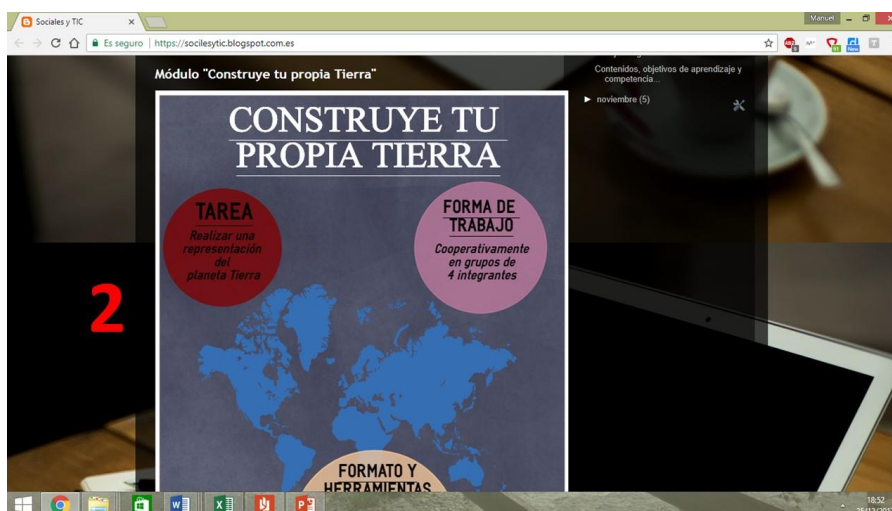 Sociales y TIC
Manuel
Es seguro | https://socilesytic.blogspot.com.es
Módulo "Construye tu propia Tierra"
Contenidos, objetivos de aprendizaje y
competencia...
► noviembre (5)
CONSTRUYE TU
PROPIA TIERRA
TAREA
Realizar una
representación
del
planeta Tierra
FORMA DE
TRABAJO
Cooperativamente
en grupos de
4 integrantes
2
FORMATO Y
HERRAMIENTAS
18:52